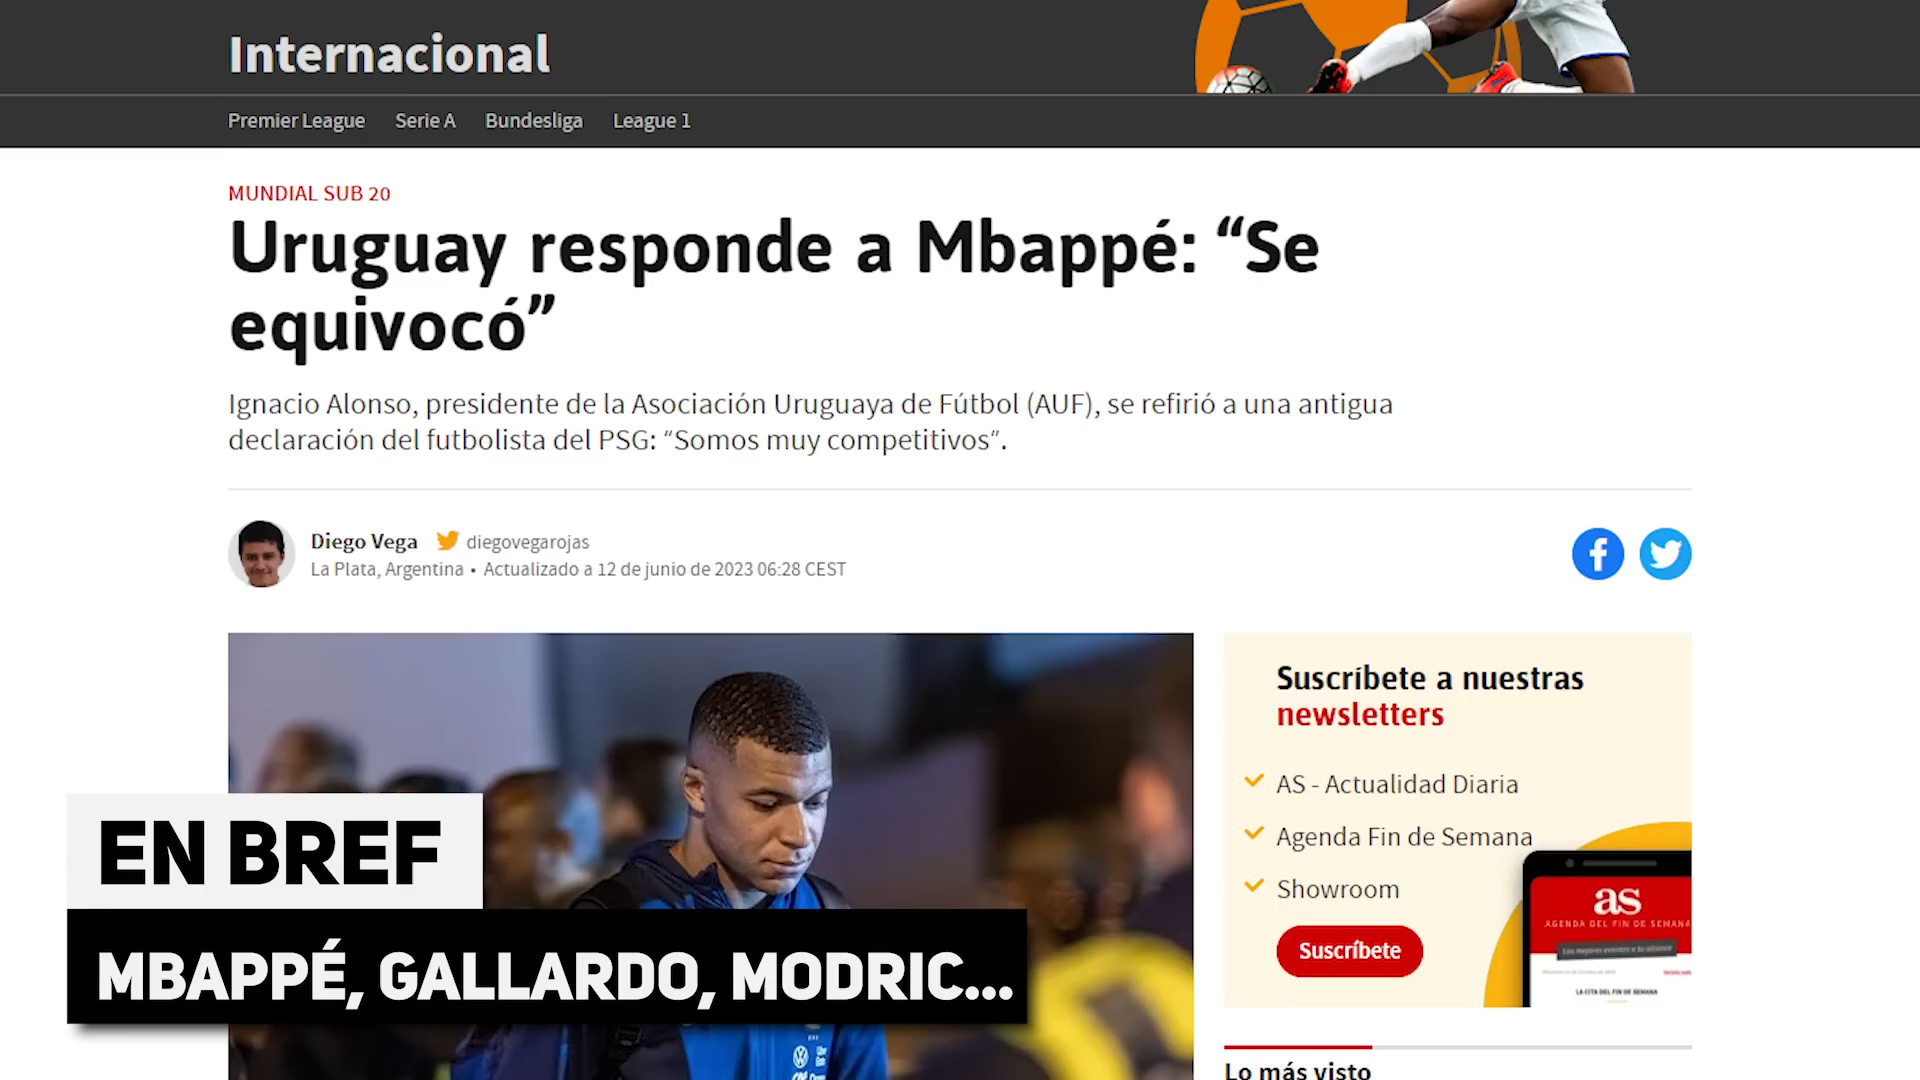 Internacional
Premier League Serie A Bundesliga League 1
MUNDIAL SUB 20
Uruguay responde a Mbappé: “Se
equivocó”
Ignacio Alonso, presidente de la Asociación Uruguaya de Fútbol (AUF), se refirió a una antigua
declaración del futbolista del PSG: “Somos muy competitivos”.
Diego Vega diegovegarojas
La Plata, Argentina • Actualizado a 12 de junio de 2023 06:28 CEST
Suscríbete a nuestras
newsletters
AS - Actualidad Diaria
Agenda Fin de Semana
Showroom
Suscríbete
as
AGENDA DEL FIN DE SEMANA
LA CITA DEL FIN DE SEMANA
EN BREF
MBAPPÉ, GALLARDO, MODRIC...
Lo más visto